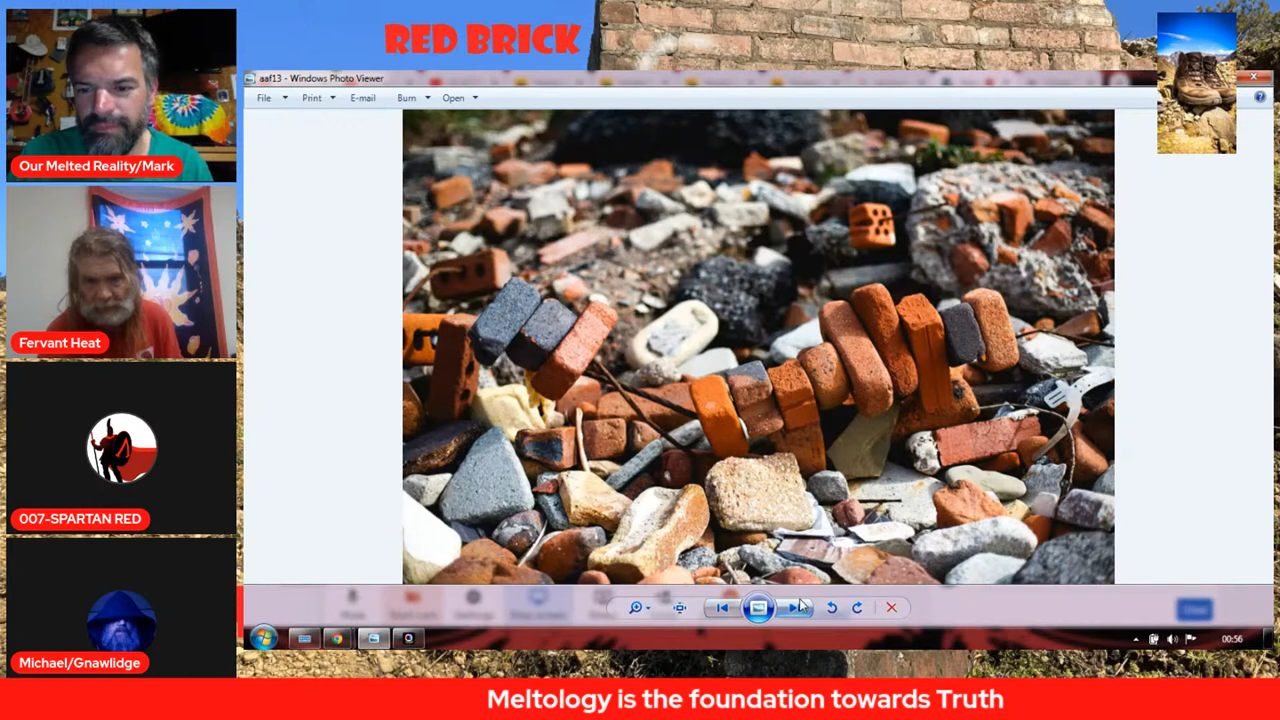 RED BRICK
aaf13 - Windows Photo Viewer
File Print E-mail Burn Open
Our Melted Reality/Mark
Fervant Heat
007-SPARTAN RED
Michael/Gnawlidge
00:56
Meltology is the foundation towards Truth